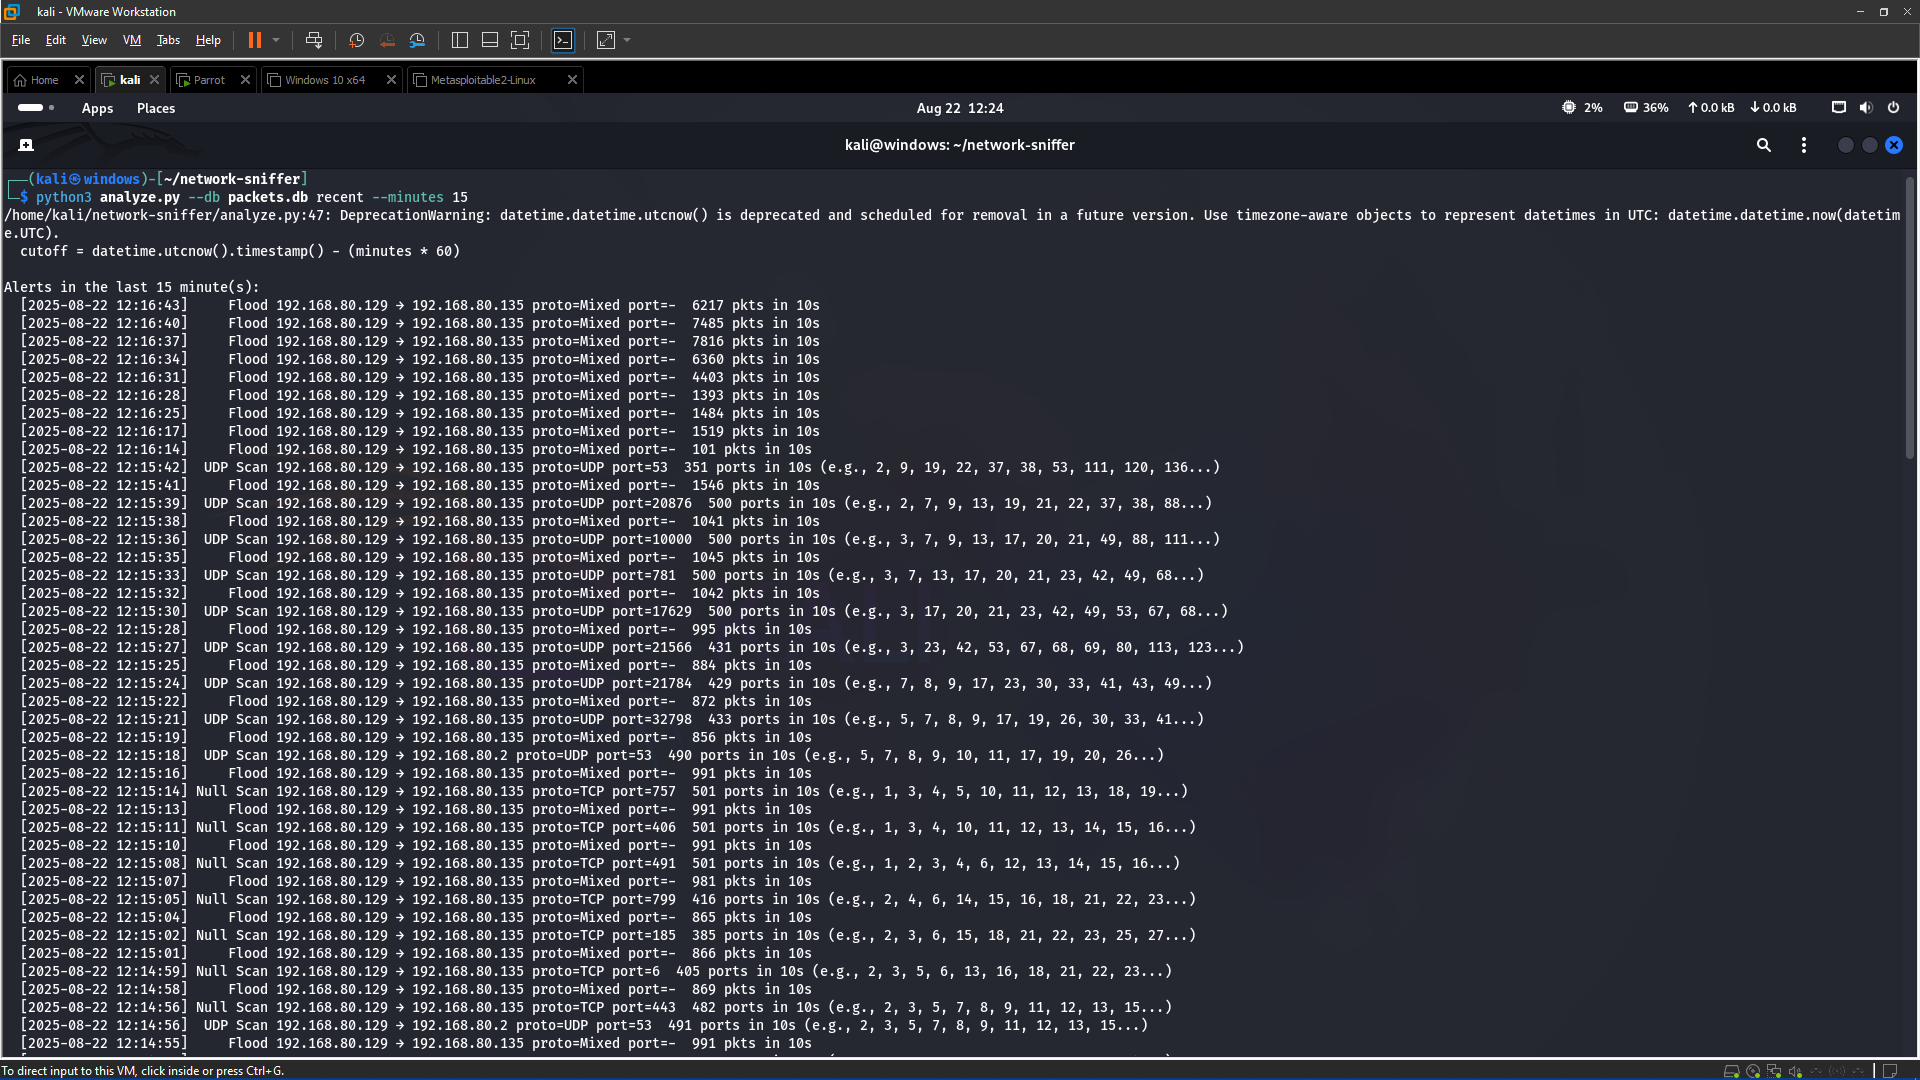 kali - VMware Workstation
File Edit View VM Tabs Help
Home kali Parrot Windows 10 x64 Metasploitable2-Linux
Apps Places Aug 22 12:24 2% 36% ↑0.0 kB ↓0.0 kB
kali@windows: ~/network-sniffer
┌──(kali㉿windows)-[~/network-sniffer]
└─$ python3 analyze.py --db packets.db recent --minutes 15
/home/kali/network-sniffer/analyze.py:47: DeprecationWarning: datetime.datetime.utcnow() is deprecated and scheduled for removal in a future version. Use timezone-aware objects to represent datetimes in UTC: datetime.datetime.now(datetim
e.UTC).
  cutoff = datetime.utcnow().timestamp() - (minutes * 60)
Alerts in the last 15 minute(s):
[2025-08-22 12:16:43] Flood 192.168.80.129 → 192.168.80.135 proto=Mixed port=- 6217 pkts in 10s
[2025-08-22 12:16:40] Flood 192.168.80.129 → 192.168.80.135 proto=Mixed port=- 7485 pkts in 10s
[2025-08-22 12:16:37] Flood 192.168.80.129 → 192.168.80.135 proto=Mixed port=- 7816 pkts in 10s
[2025-08-22 12:16:34] Flood 192.168.80.129 → 192.168.80.135 proto=Mixed port=- 6360 pkts in 10s
[2025-08-22 12:16:31] Flood 192.168.80.129 → 192.168.80.135 proto=Mixed port=- 4403 pkts in 10s
[2025-08-22 12:16:28] Flood 192.168.80.129 → 192.168.80.135 proto=Mixed port=- 1393 pkts in 10s
[2025-08-22 12:16:25] Flood 192.168.80.129 → 192.168.80.135 proto=Mixed port=- 1484 pkts in 10s
[2025-08-22 12:16:17] Flood 192.168.80.129 → 192.168.80.135 proto=Mixed port=- 1519 pkts in 10s
[2025-08-22 12:16:14] Flood 192.168.80.129 → 192.168.80.135 proto=Mixed port=- 101 pkts in 10s
[2025-08-22 12:15:42] UDP Scan 192.168.80.129 → 192.168.80.135 proto=UDP port=53 351 ports in 10s (e.g., 2, 9, 19, 22, 37, 38, 53, 111, 120, 136...)
[2025-08-22 12:15:41] Flood 192.168.80.129 → 192.168.80.135 proto=Mixed port=- 1546 pkts in 10s
[2025-08-22 12:15:39] UDP Scan 192.168.80.129 → 192.168.80.135 proto=UDP port=20876 500 ports in 10s (e.g., 2, 7, 9, 13, 19, 21, 22, 37, 38, 88...)
[2025-08-22 12:15:38] Flood 192.168.80.129 → 192.168.80.135 proto=Mixed port=- 1041 pkts in 10s
[2025-08-22 12:15:36] UDP Scan 192.168.80.129 → 192.168.80.135 proto=UDP port=10000 500 ports in 10s (e.g., 3, 7, 9, 13, 17, 20, 21, 49, 88, 111...)
[2025-08-22 12:15:35] Flood 192.168.80.129 → 192.168.80.135 proto=Mixed port=- 1045 pkts in 10s
[2025-08-22 12:15:33] UDP Scan 192.168.80.129 → 192.168.80.135 proto=UDP port=781 500 ports in 10s (e.g., 3, 7, 13, 17, 20, 21, 23, 42, 49, 68...)
[2025-08-22 12:15:32] Flood 192.168.80.129 → 192.168.80.135 proto=Mixed port=- 1042 pkts in 10s
[2025-08-22 12:15:30] UDP Scan 192.168.80.129 → 192.168.80.135 proto=UDP port=17629 500 ports in 10s (e.g., 3, 17, 20, 21, 23, 42, 49, 53, 67, 68...)
[2025-08-22 12:15:28] Flood 192.168.80.129 → 192.168.80.135 proto=Mixed port=- 995 pkts in 10s
[2025-08-22 12:15:27] UDP Scan 192.168.80.129 → 192.168.80.135 proto=UDP port=21566 431 ports in 10s (e.g., 3, 23, 42, 53, 67, 68, 69, 80, 113, 123...)
[2025-08-22 12:15:25] Flood 192.168.80.129 → 192.168.80.135 proto=Mixed port=- 884 pkts in 10s
[2025-08-22 12:15:24] UDP Scan 192.168.80.129 → 192.168.80.135 proto=UDP port=21784 429 ports in 10s (e.g., 7, 8, 9, 17, 23, 30, 33, 41, 43, 49...)
[2025-08-22 12:15:22] Flood 192.168.80.129 → 192.168.80.135 proto=Mixed port=- 872 pkts in 10s
[2025-08-22 12:15:21] UDP Scan 192.168.80.129 → 192.168.80.135 proto=UDP port=32798 433 ports in 10s (e.g., 5, 7, 8, 9, 17, 19, 26, 30, 33, 41...)
[2025-08-22 12:15:19] Flood 192.168.80.129 → 192.168.80.135 proto=Mixed port=- 856 pkts in 10s
[2025-08-22 12:15:18] UDP Scan 192.168.80.129 → 192.168.80.2 proto=UDP port=53 490 ports in 10s (e.g., 5, 7, 8, 9, 10, 11, 17, 19, 20, 26...)
[2025-08-22 12:15:16] Flood 192.168.80.129 → 192.168.80.135 proto=Mixed port=- 991 pkts in 10s
[2025-08-22 12:15:14] Null Scan 192.168.80.129 → 192.168.80.135 proto=TCP port=757 501 ports in 10s (e.g., 1, 3, 4, 5, 10, 11, 12, 13, 18, 19...)
[2025-08-22 12:15:13] Flood 192.168.80.129 → 192.168.80.135 proto=Mixed port=- 991 pkts in 10s
[2025-08-22 12:15:11] Null Scan 192.168.80.129 → 192.168.80.135 proto=TCP port=406 501 ports in 10s (e.g., 1, 3, 4, 10, 11, 12, 13, 14, 15, 16...)
[2025-08-22 12:15:10] Flood 192.168.80.129 → 192.168.80.135 proto=Mixed port=- 991 pkts in 10s
[2025-08-22 12:15:08] Null Scan 192.168.80.129 → 192.168.80.135 proto=TCP port=491 501 ports in 10s (e.g., 1, 2, 3, 4, 6, 12, 13, 14, 15, 16...)
[2025-08-22 12:15:07] Flood 192.168.80.129 → 192.168.80.135 proto=Mixed port=- 981 pkts in 10s
[2025-08-22 12:15:05] Null Scan 192.168.80.129 → 192.168.80.135 proto=TCP port=799 416 ports in 10s (e.g., 2, 4, 6, 14, 15, 16, 18, 21, 22, 23...)
[2025-08-22 12:15:04] Flood 192.168.80.129 → 192.168.80.135 proto=Mixed port=- 865 pkts in 10s
[2025-08-22 12:15:02] Null Scan 192.168.80.129 → 192.168.80.135 proto=TCP port=185 385 ports in 10s (e.g., 2, 3, 6, 15, 18, 21, 22, 23, 25, 27...)
[2025-08-22 12:15:01] Flood 192.168.80.129 → 192.168.80.135 proto=Mixed port=- 866 pkts in 10s
[2025-08-22 12:14:59] Null Scan 192.168.80.129 → 192.168.80.135 proto=TCP port=6 405 ports in 10s (e.g., 2, 3, 5, 6, 13, 16, 18, 21, 22, 23...)
[2025-08-22 12:14:58] Flood 192.168.80.129 → 192.168.80.135 proto=Mixed port=- 869 pkts in 10s
[2025-08-22 12:14:56] Null Scan 192.168.80.129 → 192.168.80.135 proto=TCP port=443 482 ports in 10s (e.g., 2, 3, 5, 7, 8, 9, 11, 12, 13, 15...)
[2025-08-22 12:14:56] UDP Scan 192.168.80.129 → 192.168.80.2 proto=UDP port=53 491 ports in 10s (e.g., 2, 3, 5, 7, 8, 9, 11, 12, 13, 15...)
[2025-08-22 12:14:55] Flood 192.168.80.129 → 192.168.80.135 proto=Mixed port=- 991 pkts in 10s
To direct input to this VM, click inside or press Ctrl+G.